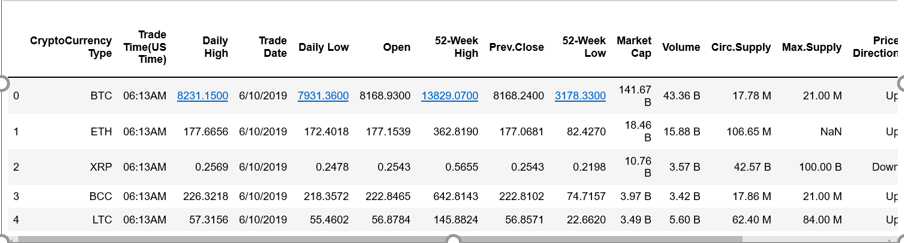 CryptoCurrency Type Trade Time(US Time) Daily High Trade Date Daily Low Open 52-Week High Prev.Close 52-Week Low Market Cap Volume Circ.Supply Max.Supply Price Direction
0 BTC 06:13AM 8231.1500 6/10/2019 7931.3600 8168.9300 13829.0700 8168.2400 3178.3300 141.67 B 43.36 B 17.78 M 21.00 M Up
1 ETH 06:13AM 177.6656 6/10/2019 172.4018 177.1539 362.8190 177.0681 82.4270 18.46 B 15.88 B 106.65 M NaN Up
2 XRP 06:13AM 0.2569 6/10/2019 0.2478 0.2543 0.5655 0.2543 0.2198 10.76 B 3.57 B 42.57 B 100.00 B Down
3 BCC 06:13AM 226.3218 6/10/2019 218.3572 222.8465 642.8143 222.8102 74.7157 3.97 B 3.42 B 17.86 M 21.00 M Up
4 LTC 06:13AM 57.3156 6/10/2019 55.4602 56.8784 145.8824 56.8571 22.6620 3.49 B 5.60 B 62.40 M 84.00 M Up